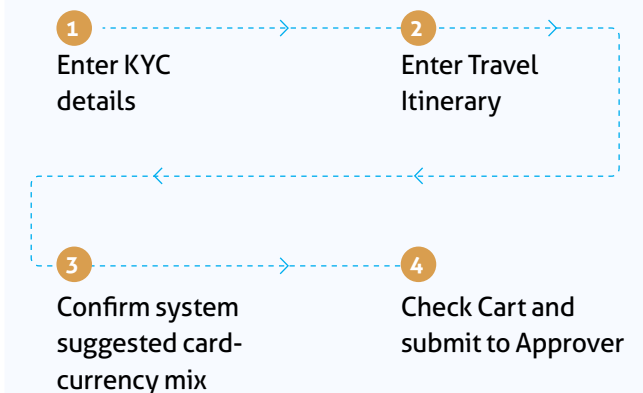 1
Enter KYC
details
2
Enter Travel
Itinerary
3
Confirm system
suggested card-
currency mix
4
Check Cart and
submit to Approver